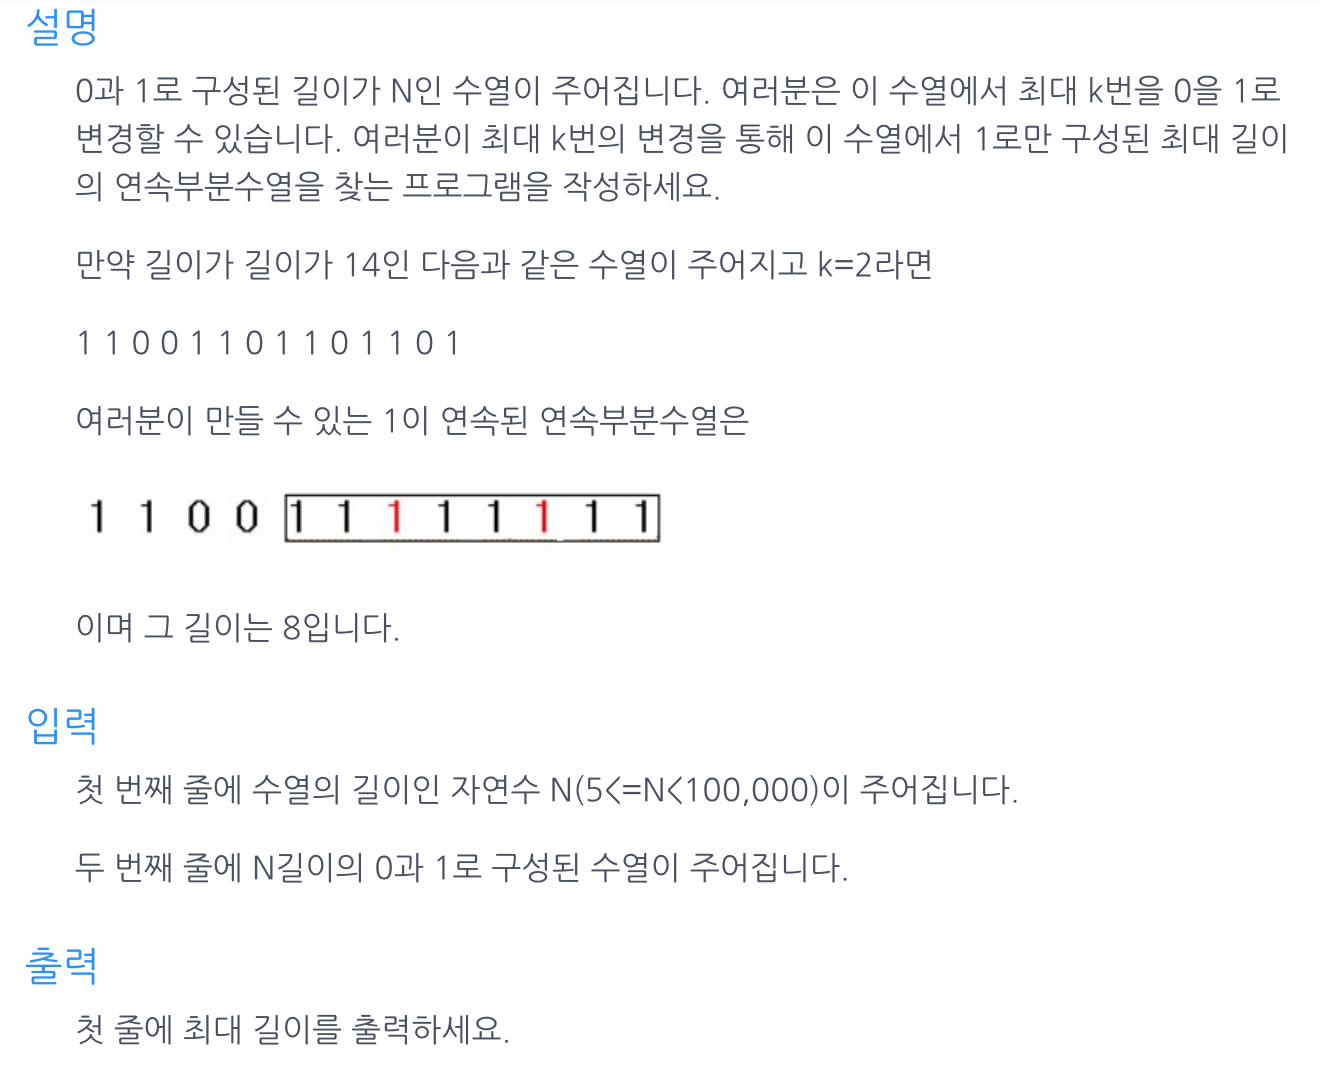 설명
0과 1로 구성된 길이가 N인 수열이 주어집니다. 여러분은 이 수열에서 최대 k번을 0을 1로
변경할 수 있습니다. 여러분이 최대 k번의 변경을 통해 이 수열에서 1로만 구성된 최대 길이
의 연속부분수열을 찾는 프로그램을 작성하세요.
만약 길이가 길이가 14인 다음과 같은 수열이 주어지고 k=2라면
1 1 0 0 1 1 0 1 1 0 1 1 0 1
여러분이 만들 수 있는 1이 연속된 연속부분수열은
1 1 0 0 1 1 1 1 1 1 1 1
이며 그 길이는 8입니다.
입력
첫 번째 줄에 수열의 길이인 자연수 N(5<=N<100,000)이 주어집니다.
두 번째 줄에 N길이의 0과 1로 구성된 수열이 주어집니다.
출력
첫 줄에 최대 길이를 출력하세요.